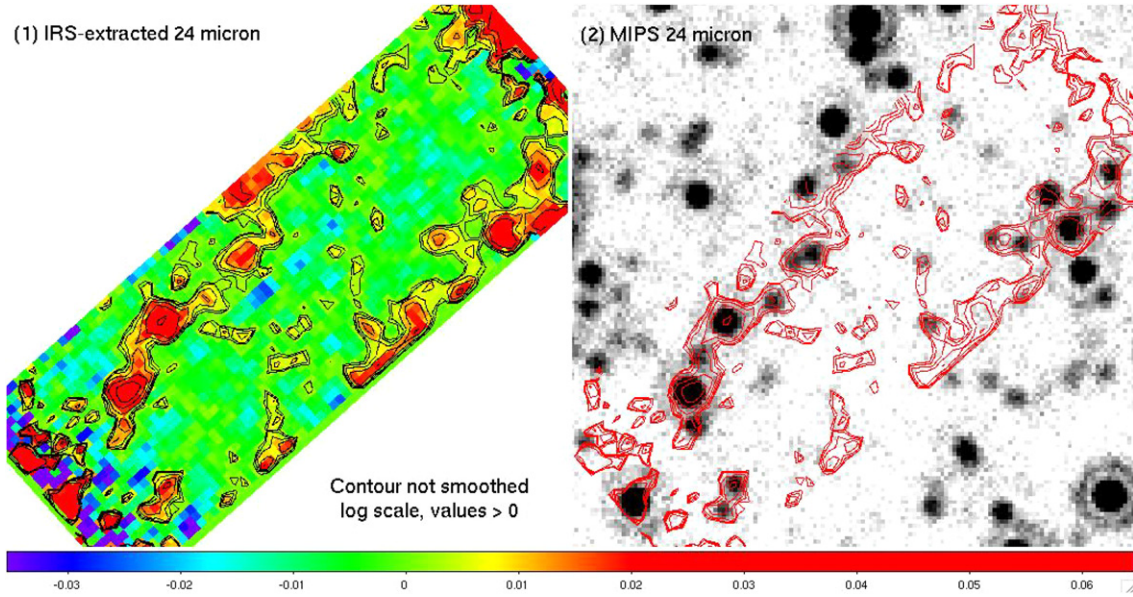 (1) IRS-extracted 24 micron
(2) MIPS 24 micron
Contour not smoothed
log scale, values > 0
-0.03 -0.02 -0.01 0 0.01 0.02 0.03 0.04 0.05 0.06